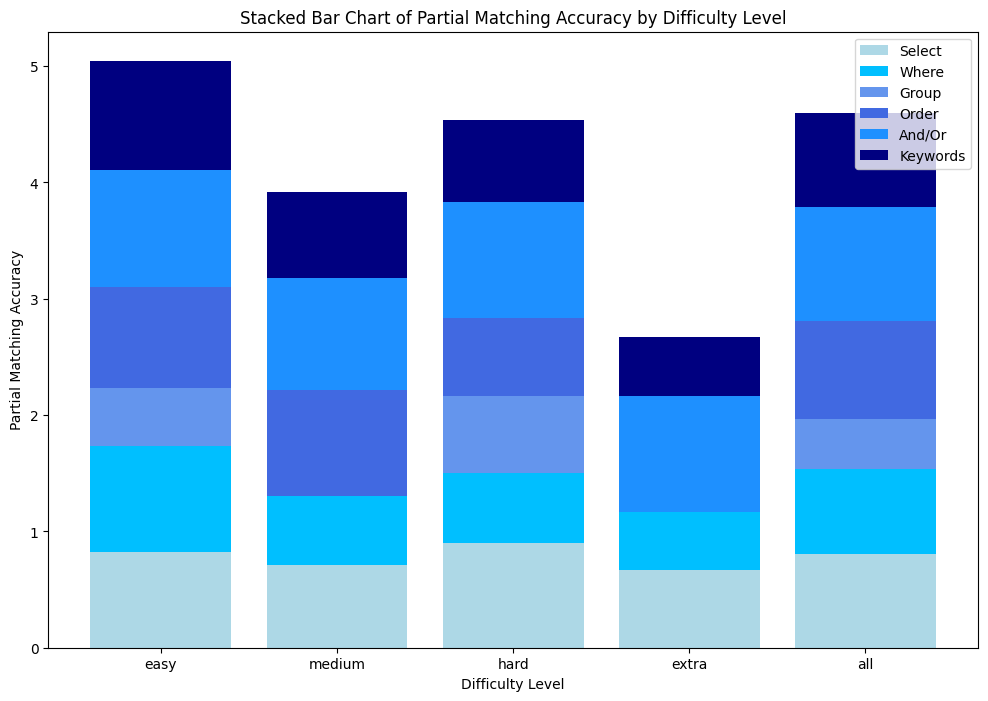 Stacked Bar Chart of Partial Matching Accuracy by Difficulty Level
Select
Where
Group
Order
And/Or
Keywords
Partial Matching Accuracy
5
4
3
2
1
0
easy medium hard extra all
Difficulty Level